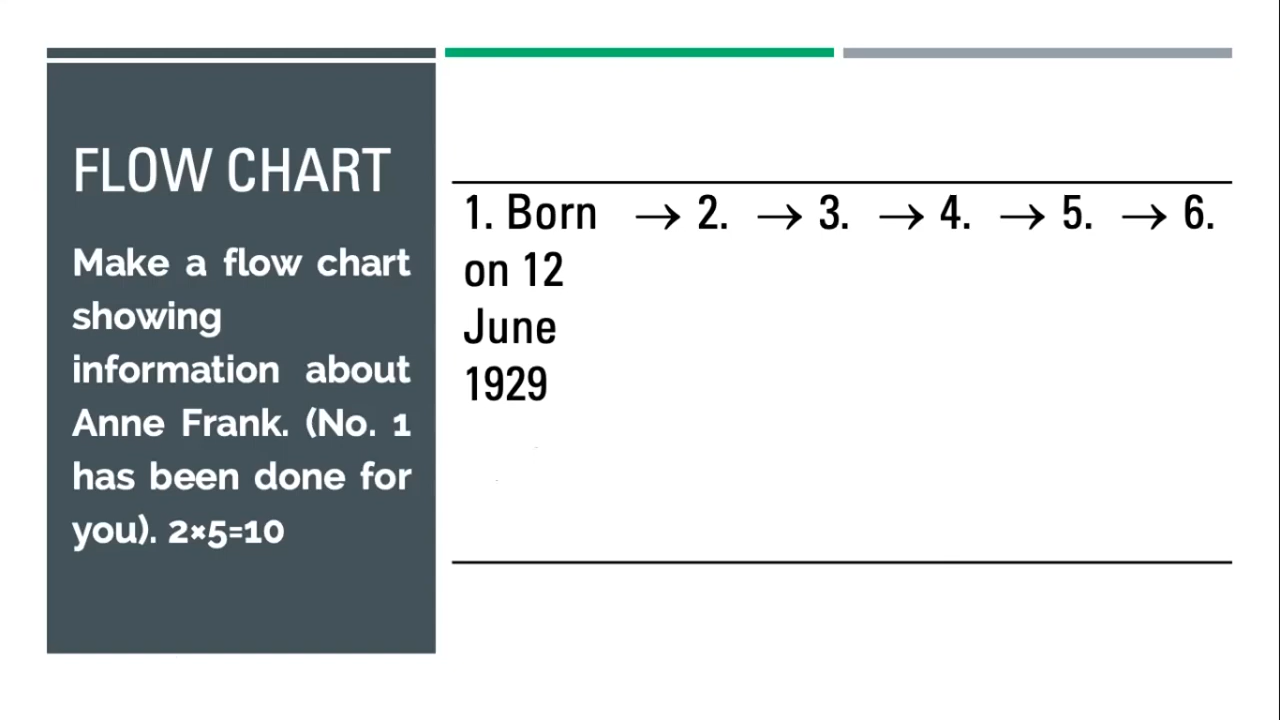 FLOW CHART
Make a flow chart
showing
information about
Anne Frank. (No. 1
has been done for
you). 2×5=10
1. Born → 2. → 3. → 4. → 5. → 6.
on 12
June
1929